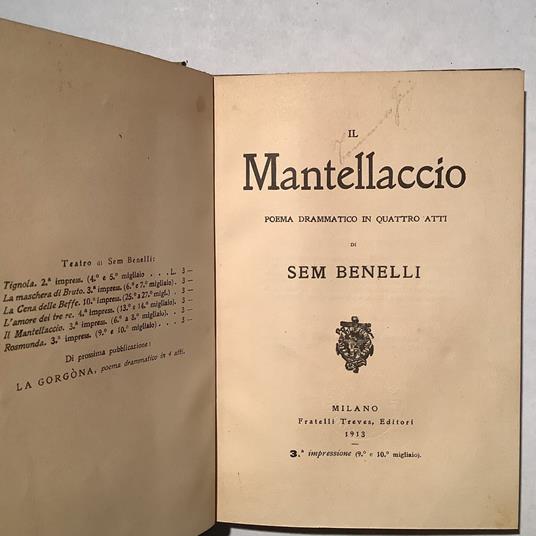 Teatro di Sem Benelli:
Tignola. 2.ª impress. (4.º e 5.º migliaio . . . L. 3 —
La maschera di Bruto. 3.ª impress. (6.º e 7.º migliaio). 3 —
La Cena delle Beffe. 10.ª impress. (25.º a 27.º migl.) . 3 —
L'amore dei tre re. 4.ª impress. (13.º e 14.º migliaio). 3 —
Il Mantellaccio. 3.ª impress. (6.º a 8.º migliaio) . . 3 —
Rosmunda. 3.ª impress. (9.º e 10.º migliaio). . . . 3 —
Di prossima pubblicazione:
LA GORGÒNA, poema drammatico in 4 atti.
IL
Mantellaccio
POEMA DRAMMATICO IN QUATTRO ATTI
DI
SEM BENELLI
MILANO
Fratelli Treves, Editori
1913
3.ª impressione (9.º e 10.º migliaio).